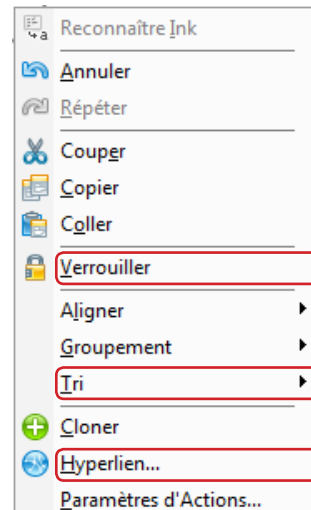 Reconnaître Ink
Annuler
Répéter
Couper
Copier
Coller
Verrouiller
Aligner
Groupement
Tri
Cloner
Hyperlien...
Paramètres d'Actions...